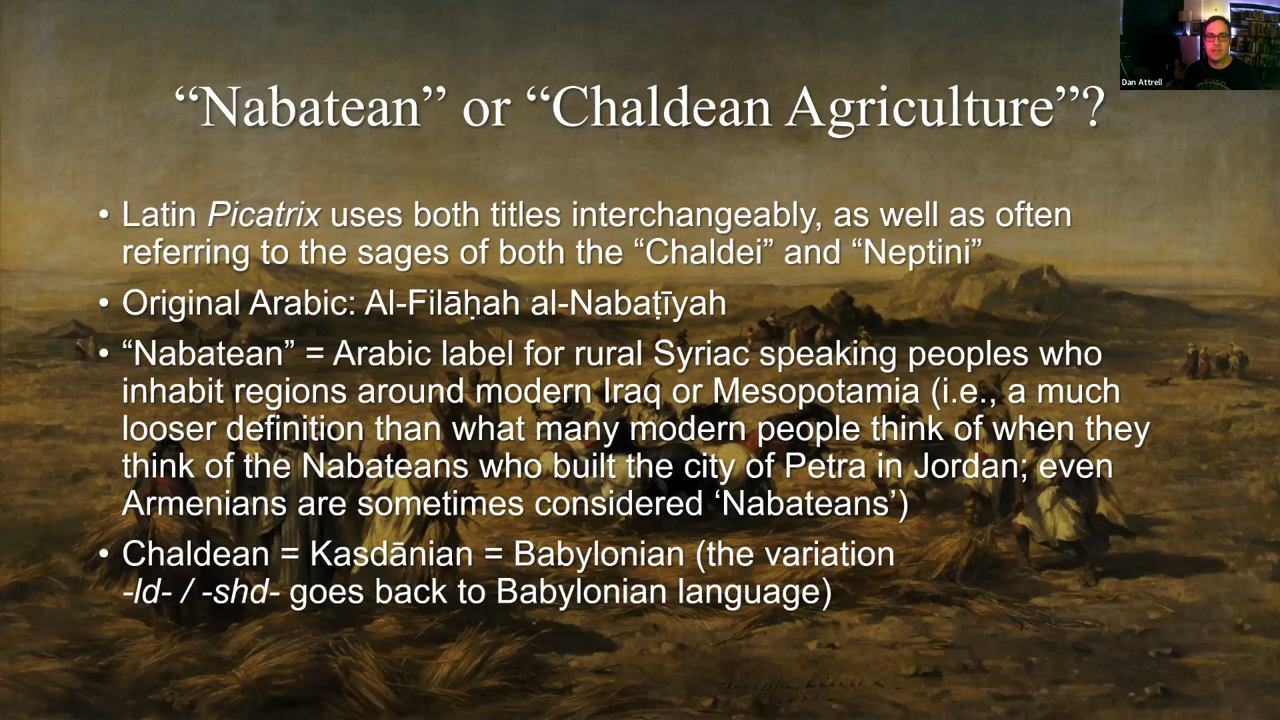 Dan Attrell
“Nabatean” or “Chaldean Agriculture”?
• Latin Picatrix uses both titles interchangeably, as well as often
referring to the sages of both the “Chaldei” and “Neptini”
• Original Arabic: Al-Filāḥah al-Nabaṭīyah
• “Nabatean” = Arabic label for rural Syriac speaking peoples who
inhabit regions around modern Iraq or Mesopotamia (i.e., a much
looser definition than what many modern people think of when they
think of the Nabateans who built the city of Petra in Jordan; even
Armenians are sometimes considered ‘Nabateans’)
• Chaldean = Kasdānian = Babylonian (the variation
-ld- / -shd- goes back to Babylonian language)